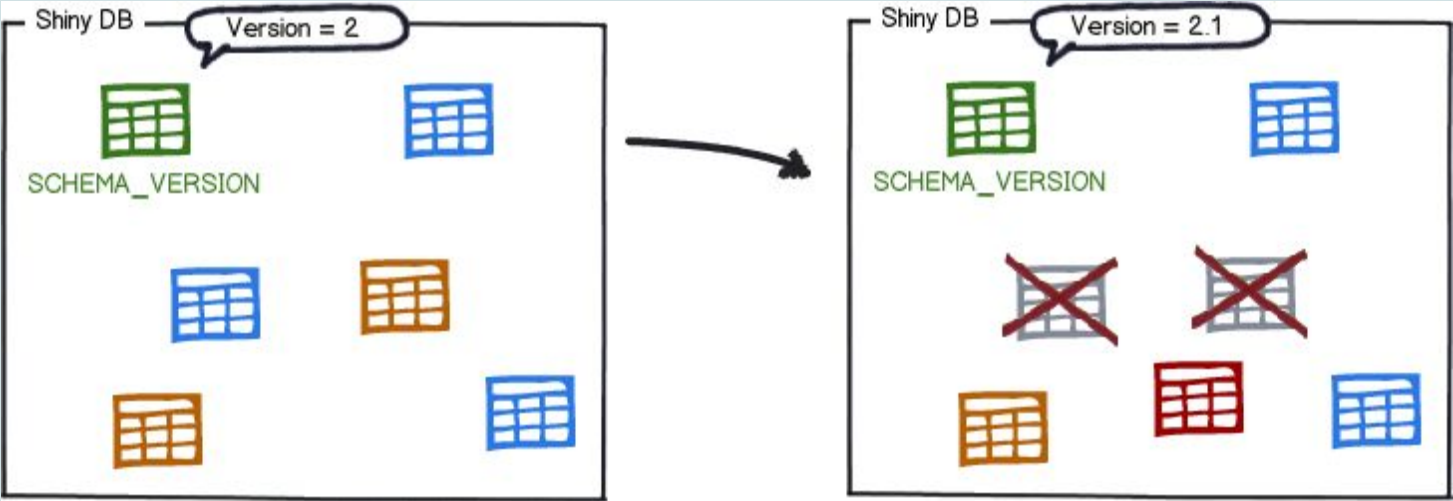 Shiny DB
Version = 2
SCHEMA_VERSION
Shiny DB
Version = 2.1
SCHEMA_VERSION